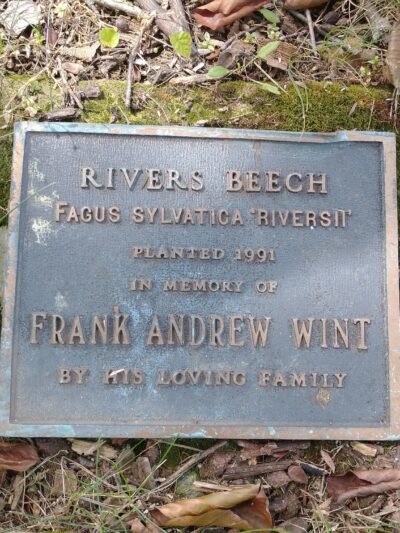 RIVERS BEECH
FAGUS SYLVATICA "RIVERSII"
PLANTED 1991
IN MEMORY OF
FRANK ANDREW WINT
BY HIS LOVING FAMILY